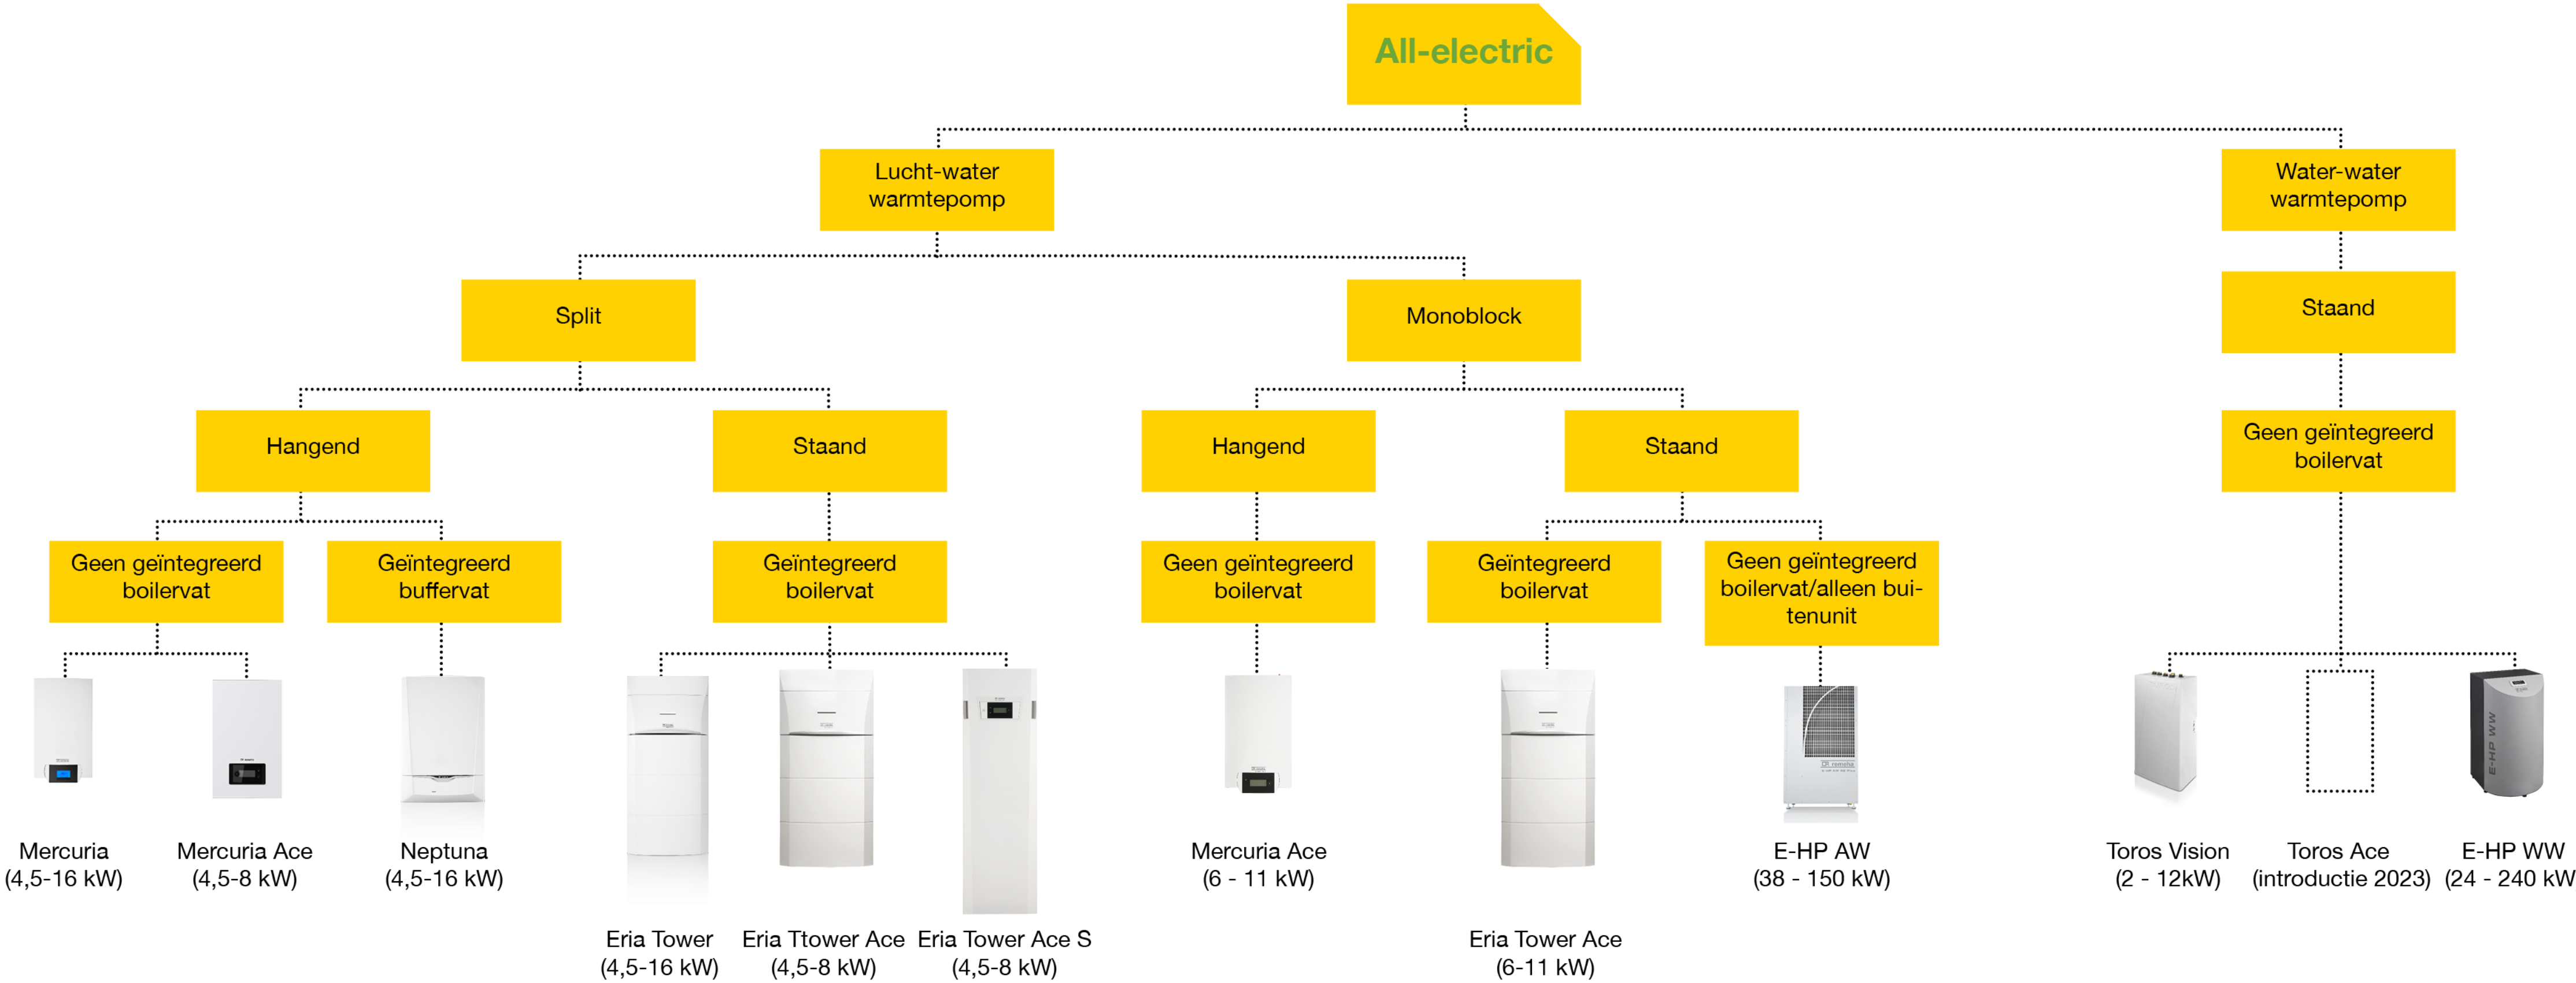 All-electric
Lucht-water
warmtepomp
Water-water
warmtepomp
Split
Monoblock
Staand
Hangend
Staand
Hangend
Staand
Geen geïntegreerd
boilervat
Geen geïntegreerd
boilervat
Geïntegreerd
buffervat
Geïntegreerd
boilervat
Geen geïntegreerd
boilervat
Geïntegreerd
boilervat
Geen geïntegreerd
boilervat/alleen bui-
tenunit
remeha
E-HP WW
Mercuria
(4,5-16 kW)
Mercuria Ace
(4,5-8 kW)
Neptuna
(4,5-16 kW)
Eria Tower
(4,5-16 kW)
Eria Ttower Ace
(4,5-8 kW)
Eria Tower Ace S
(4,5-8 kW)
Mercuria Ace
(6 - 11 kW)
Eria Tower Ace
(6-11 kW)
E-HP AW
(38 - 150 kW)
Toros Vision
(2 - 12kW)
Toros Ace
(introductie 2023)
E-HP WW
(24 - 240 kW